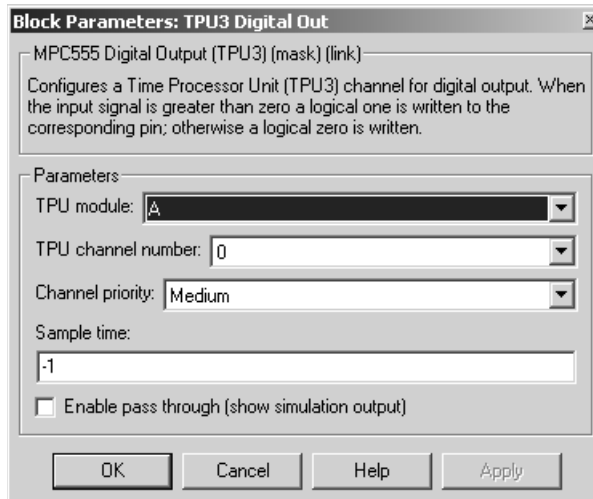 Block Parameters: TPU3 Digital Out
MPC555 Digital Output (TPU3) (mask) (link)
Configures a Time Processor Unit (TPU3) channel for digital output. When
the input signal is greater than zero a logical one is written to the
corresponding pin; otherwise a logical zero is written.
Parameters
TPU module: A
TPU channel number: 0
Channel priority: Medium
Sample time:
-1
Enable pass through (show simulation output)
OK Cancel Help Apply